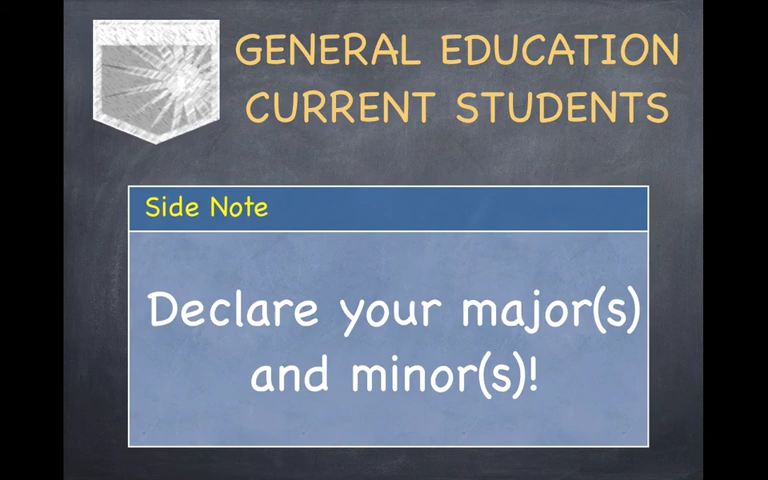 GENERAL EDUCATION
CURRENT STUDENTS
Side Note
Declare your major(s)
and minor(s)!